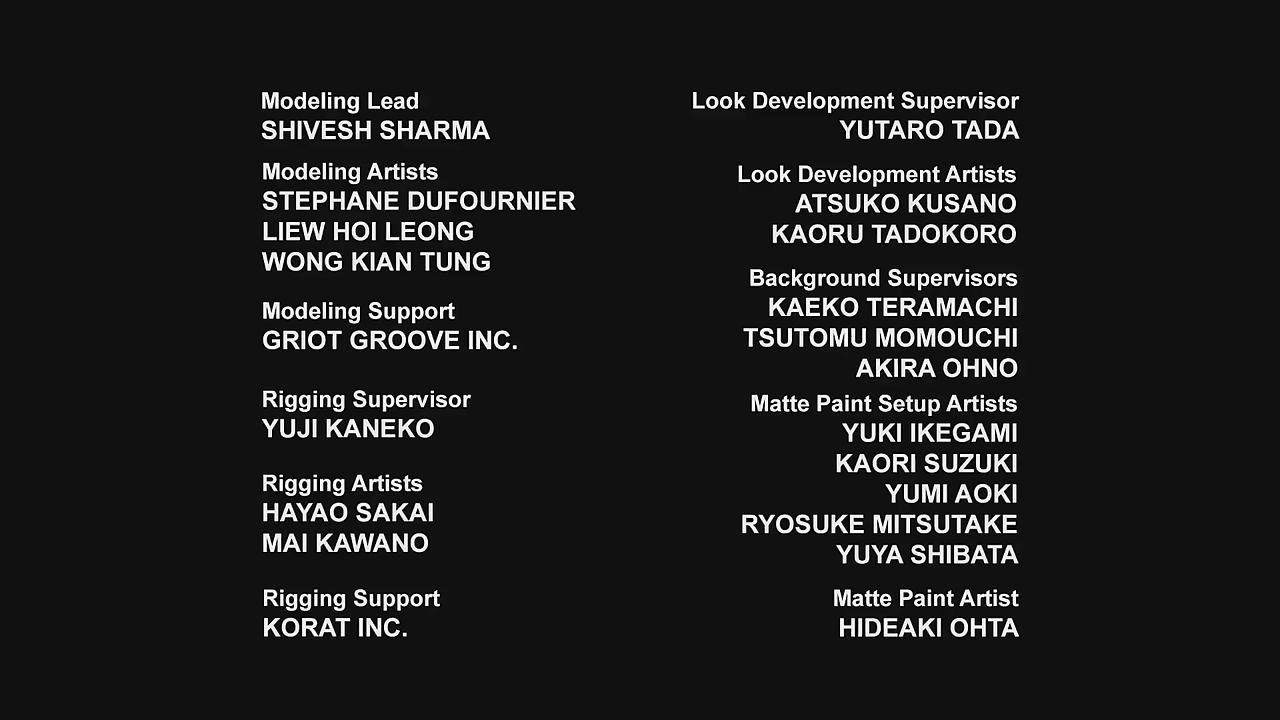 Modeling Lead
SHIVESH SHARMA
Modeling Artists
STEPHANE DUFOURNIER
LIEW HOI LEONG
WONG KIAN TUNG
Modeling Support
GRIOT GROOVE INC.
Rigging Supervisor
YUJI KANEKO
Rigging Artists
HAYAO SAKAI
MAI KAWANO
Rigging Support
KORAT INC.
Look Development Supervisor
YUTARO TADA
Look Development Artists
ATSUKO KUSANO
KAORU TADOKORO
Background Supervisors
KAEKO TERAMACHI
TSUTOMU MOMOUCHI
AKIRA OHNO
Matte Paint Setup Artists
YUKI IKEGAMI
KAORI SUZUKI
YUMI AOKI
RYOSUKE MITSUTAKE
YUYA SHIBATA
Matte Paint Artist
HIDEAKI OHTA